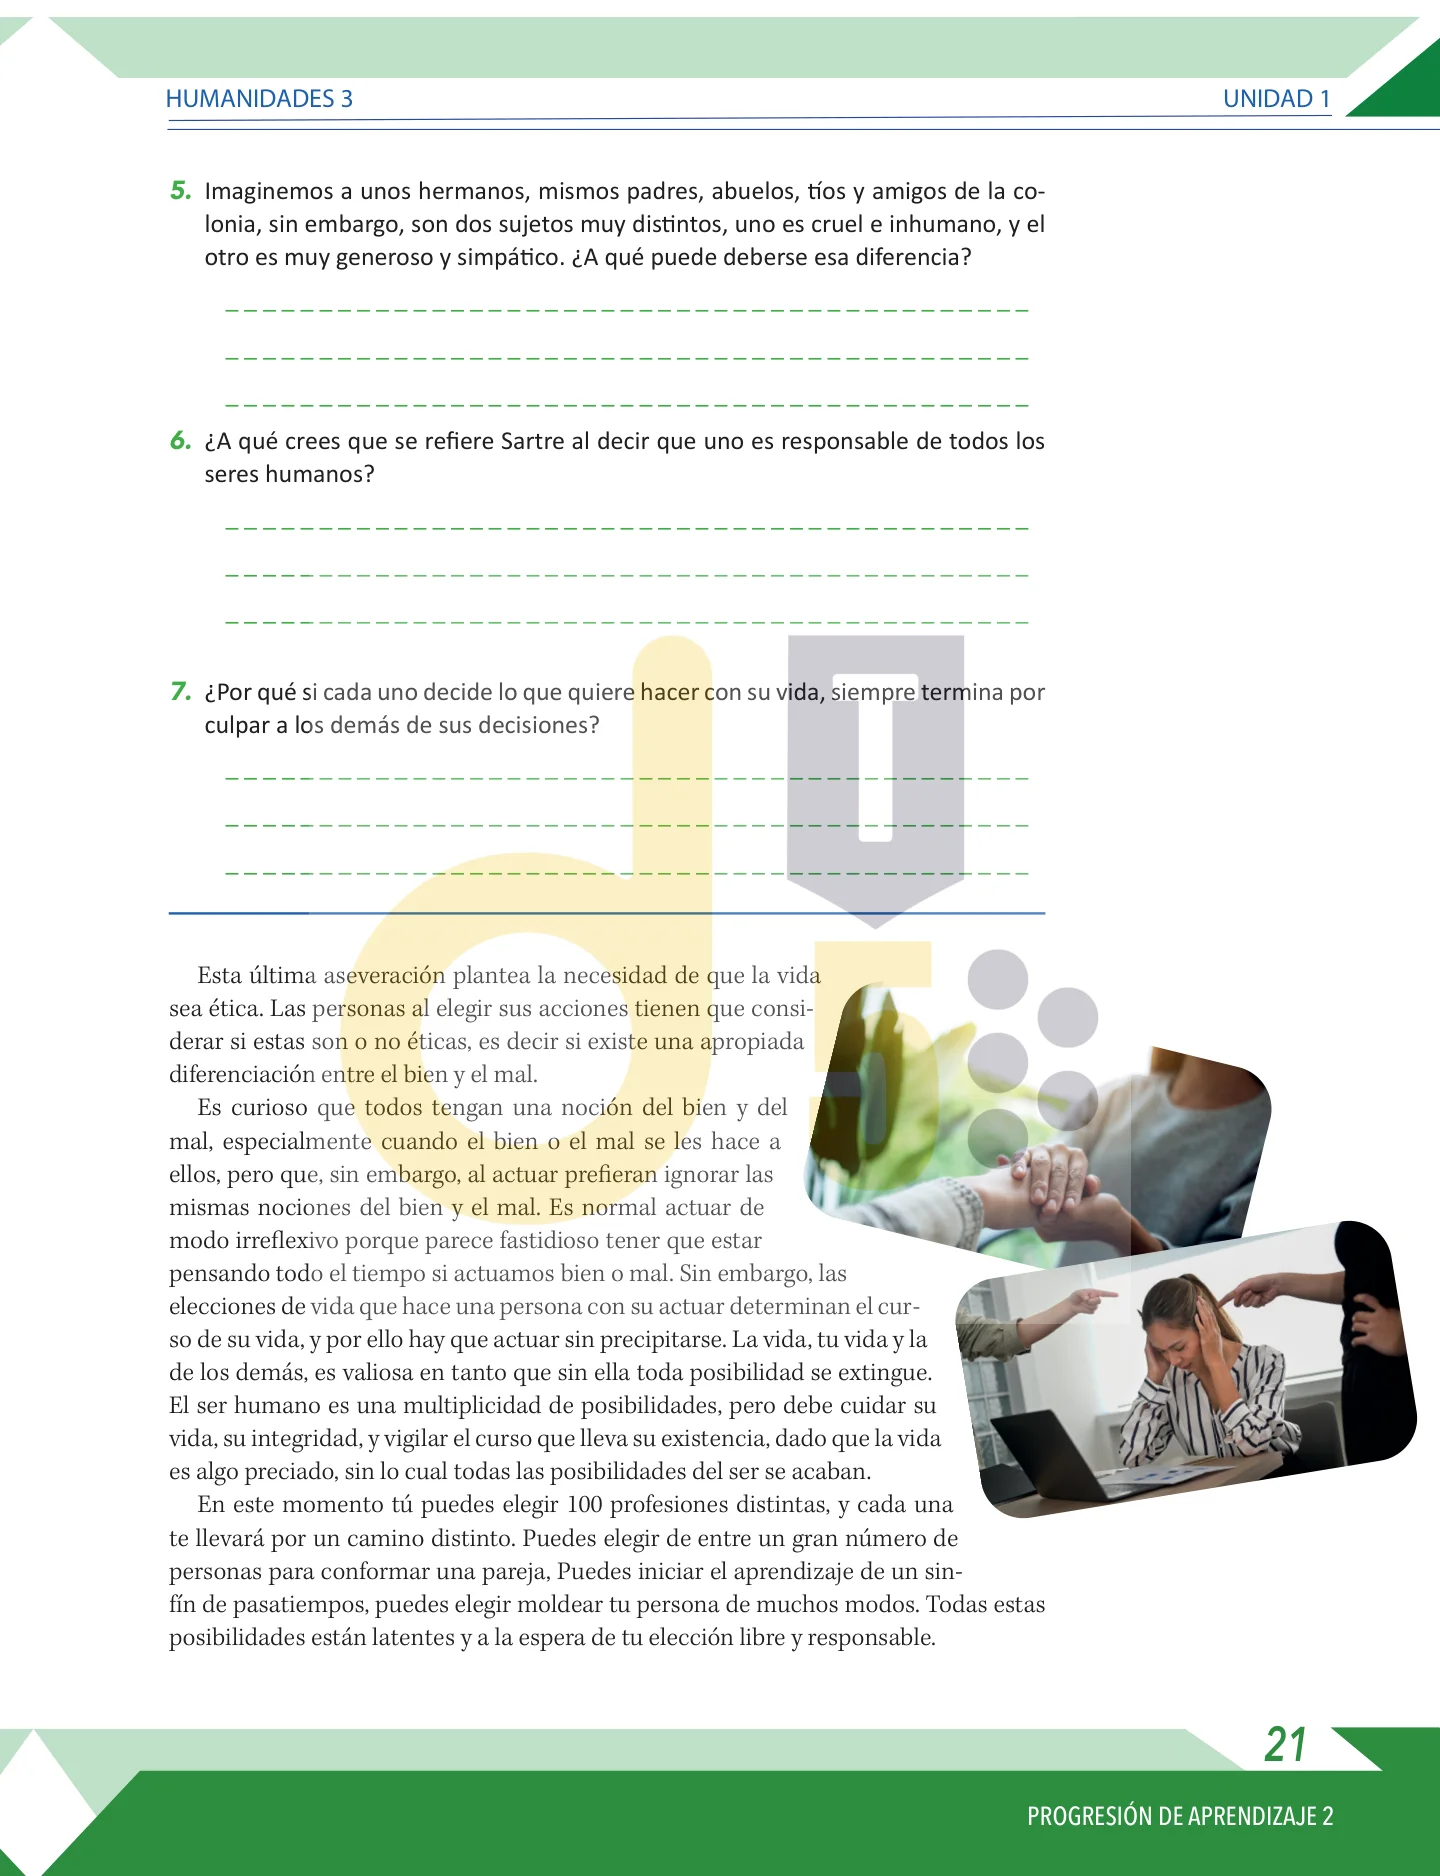 HUMANIDADES 3
UNIDAD 1
5. Imaginemos a unos hermanos, mismos padres, abuelos, tíos y amigos de la co-
lonia, sin embargo, son dos sujetos muy distintos, uno es cruel e inhumano, y el
otro es muy generoso y simpático. ¿A qué puede deberse esa diferencia?
6. ¿A qué crees que se refiere Sartre al decir que uno es responsable de todos los
seres humanos?
7. ¿Por qué si cada uno decide lo que quiere hacer con su vida, siempre termina por
culpar a los demás de sus decisiones?
Esta última aseveración plantea la necesidad de que la vida
sea ética. Las personas al elegir sus acciones tienen que consi-
derar si estas son o no éticas, es decir si existe una apropiada
diferenciación entre el bien y el mal.
Es curioso que todos tengan una noción del bien y del
mal, especialmente cuando el bien o el mal se les hace a
ellos, pero que, sin embargo, al actuar prefieran ignorar las
mismas nociones del bien y el mal. Es normal actuar de
modo irreflexivo porque parece fastidioso tener que estar
pensando todo el tiempo si actuamos bien o mal. Sin embargo, las
elecciones de vida que hace una persona con su actuar determinan el cur-
so de su vida, y por ello hay que actuar sin precipitarse. La vida, tu vida y la
de los demás, es valiosa en tanto que sin ella toda posibilidad se extingue.
El ser humano es una multiplicidad de posibilidades, pero debe cuidar su
vida, su integridad, y vigilar el curso que lleva su existencia, dado que la vida
es algo preciado, sin lo cual todas las posibilidades del ser se acaban.
En este momento tú puedes elegir 100 profesiones distintas, y cada una
te llevará por un camino distinto. Puedes elegir de entre un gran número de
personas para conformar una pareja, Puedes iniciar el aprendizaje de un sin-
fín de pasatiempos, puedes elegir moldear tu persona de muchos modos. Todas estas
posibilidades están latentes y a la espera de tu elección libre y responsable.
d
T
5
21
PROGRESIÓN DE APRENDIZAJE 2